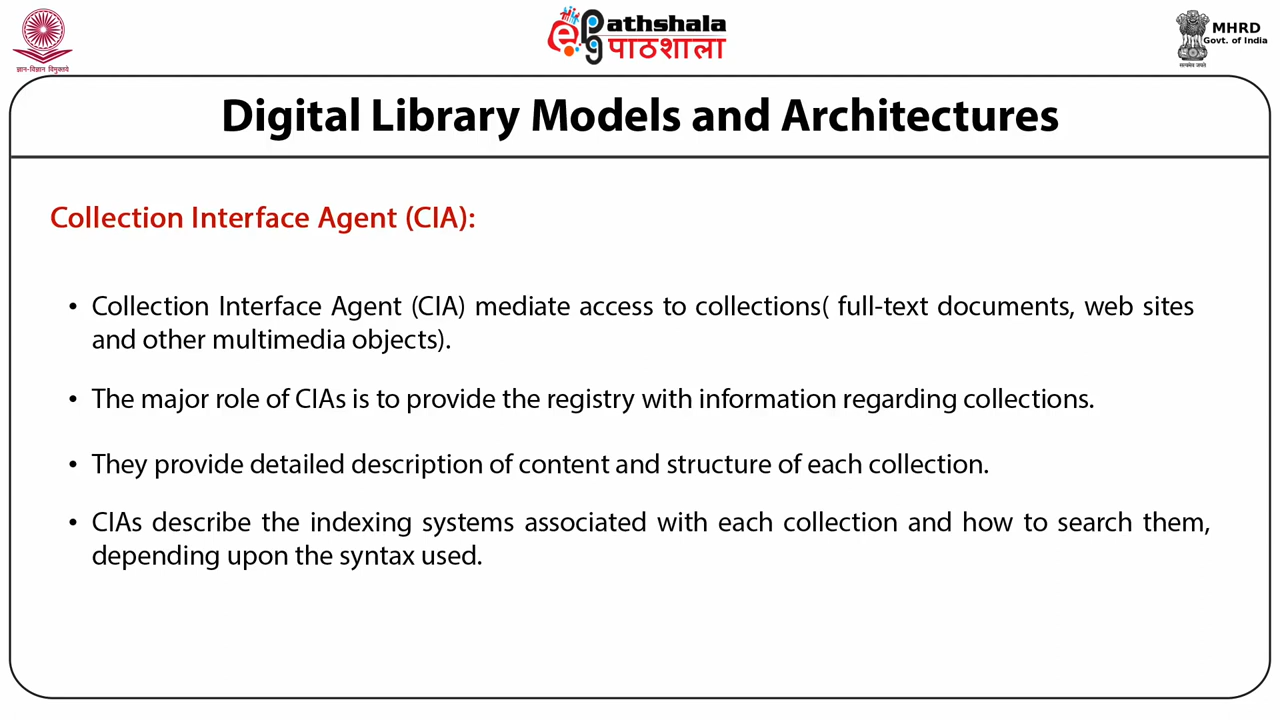 ज्ञान-विज्ञान विमुक्तये
ePathshala
पाठशाला
MHRD
Govt. of India
सत्यमेव जयते
Digital Library Models and Architectures
Collection Interface Agent (CIA):
• Collection Interface Agent (CIA) mediate access to collections( full-text documents, web sites
and other multimedia objects).
• The major role of CIAs is to provide the registry with information regarding collections.
• They provide detailed description of content and structure of each collection.
• CIAs describe the indexing systems associated with each collection and how to search them,
depending upon the syntax used.